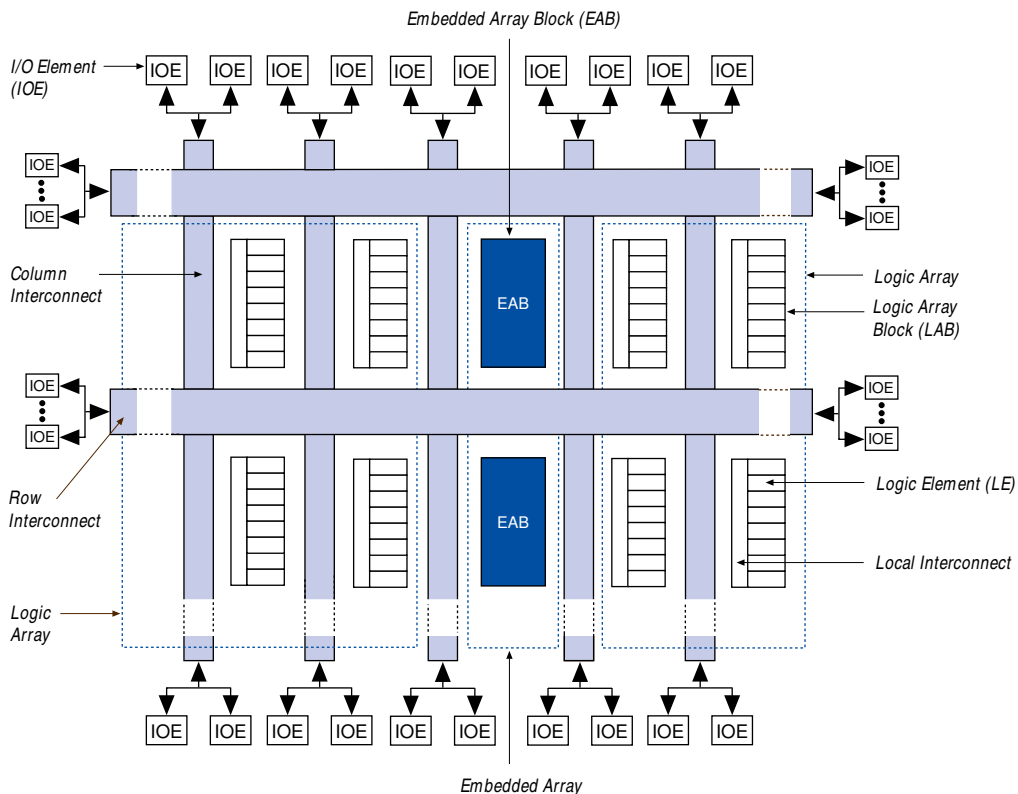 Embedded Array Block (EAB)
I/O Element
(IOE)
IOE IOE IOE IOE IOE IOE IOE IOE IOE IOE
IOE IOE
IOE IOE
Column
Interconnect
EAB
Logic Array
Logic Array
Block (LAB)
IOE IOE
IOE IOE
Row
Interconnect
EAB
Logic Element (LE)
Local Interconnect
Logic
Array
IOE IOE IOE IOE IOE IOE IOE IOE IOE IOE
Embedded Array